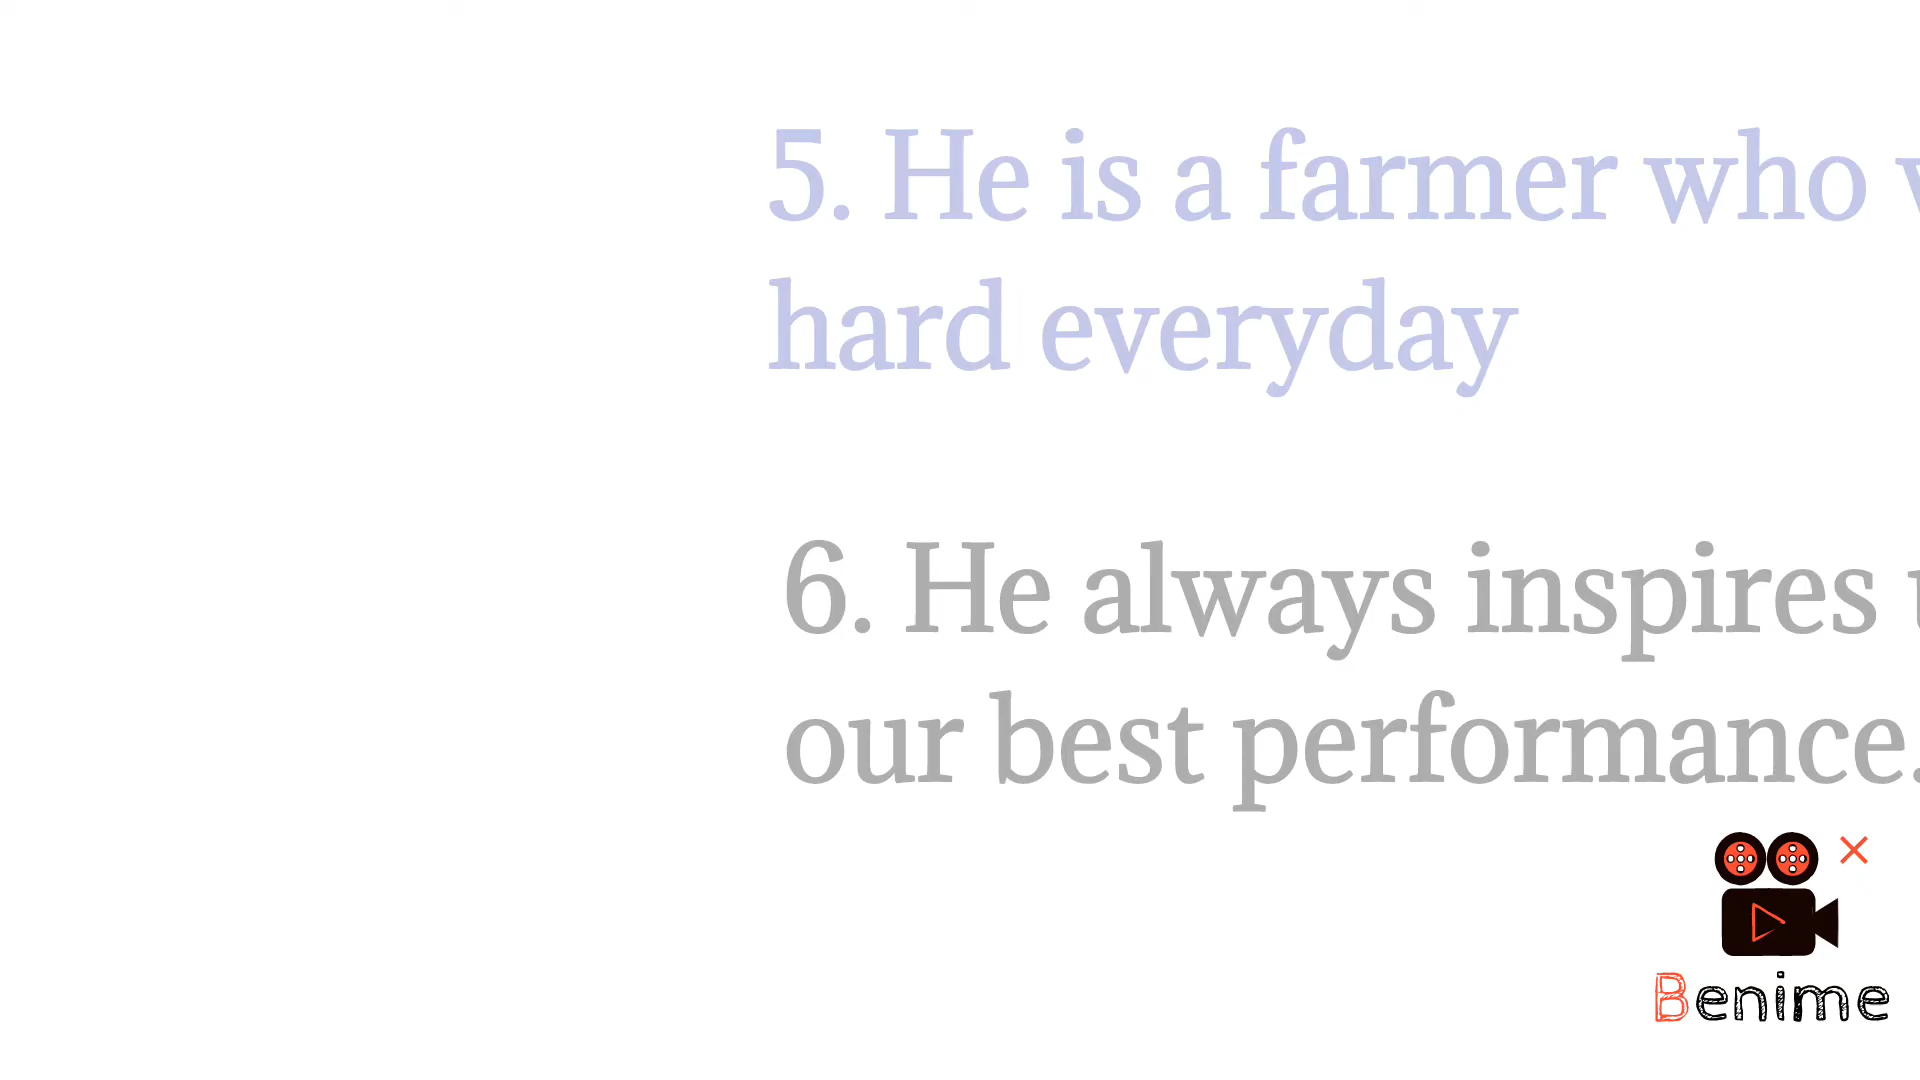 5. He is a farmer who
hard everyday
6. He always inspires
our best performance.
Benime